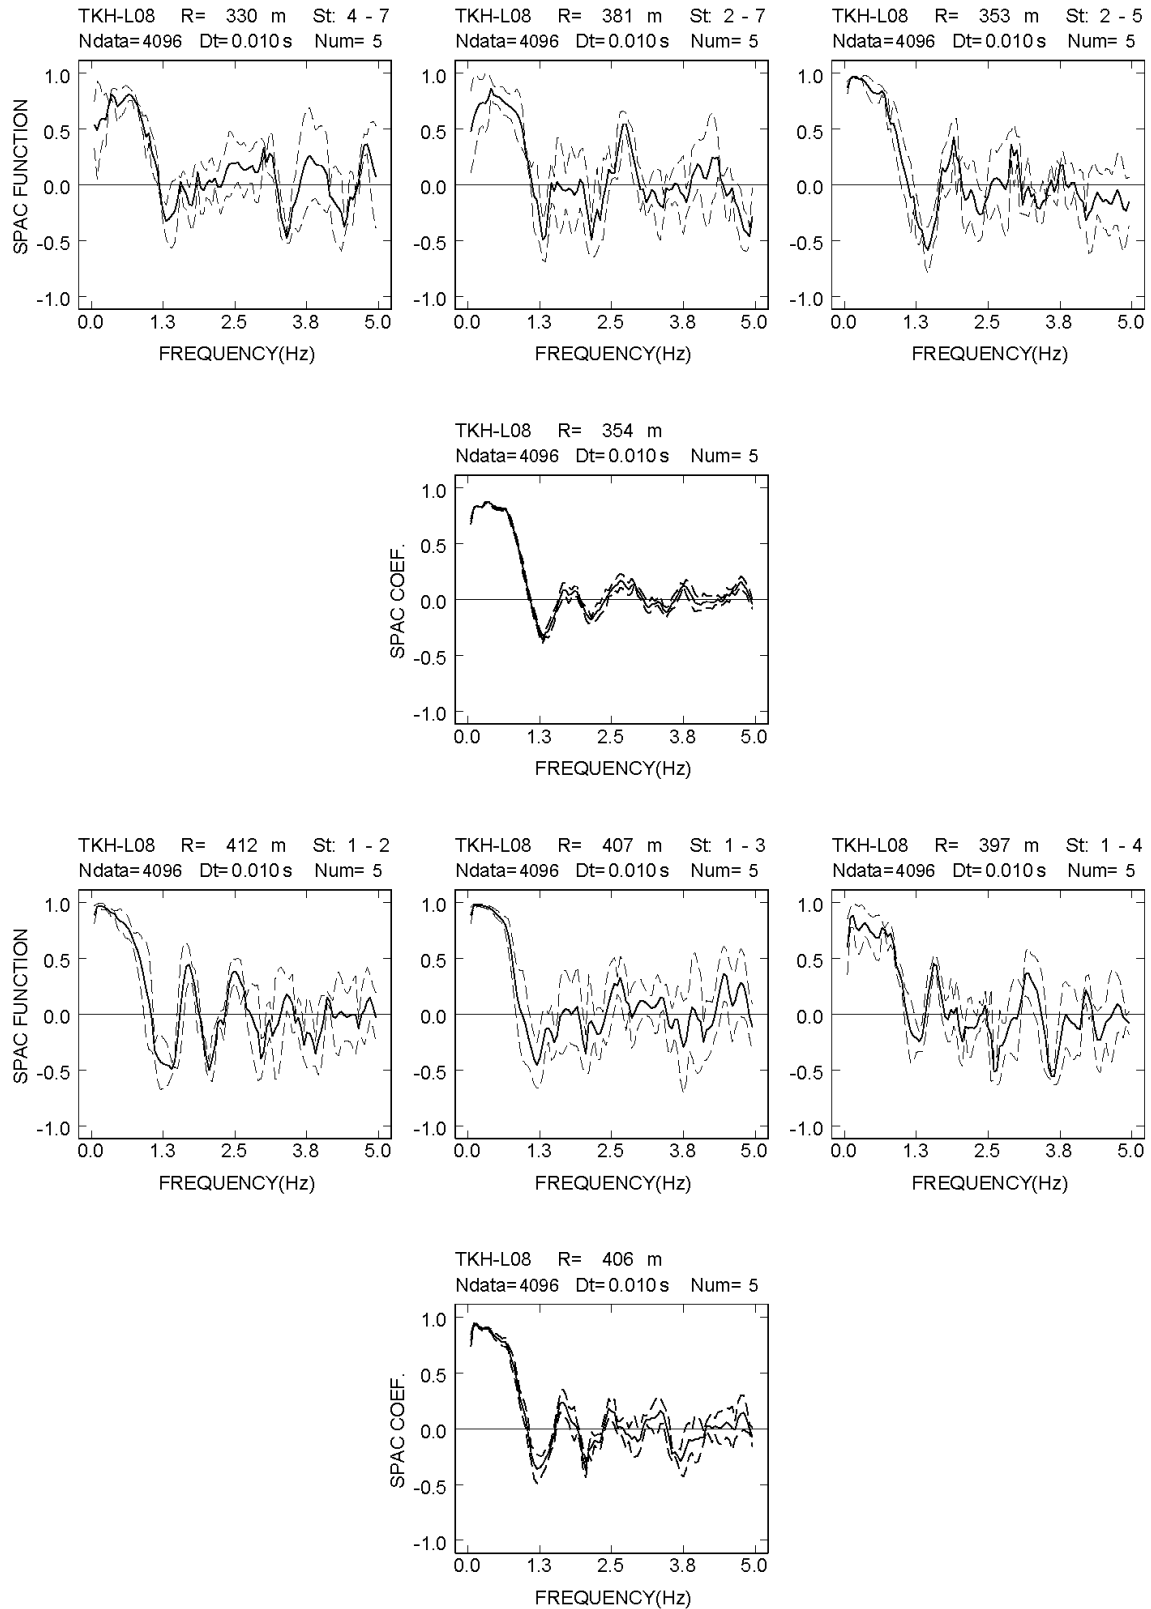 TKH-L08 R= 330 m St: 4 - 7
Ndata=4096 Dt=0.010 s Num= 5
1.0
0.5
0.0
-0.5
-1.0
SPAC FUNCTION
0.0 1.3 2.5 3.8 5.0
FREQUENCY(Hz)
TKH-L08 R= 381 m St: 2 - 7
Ndata=4096 Dt=0.010 s Num= 5
1.0
0.5
0.0
-0.5
-1.0
0.0 1.3 2.5 3.8 5.0
FREQUENCY(Hz)
TKH-L08 R= 353 m St: 2 - 5
Ndata=4096 Dt=0.010 s Num= 5
1.0
0.5
0.0
-0.5
-1.0
0.0 1.3 2.5 3.8 5.0
FREQUENCY(Hz)
TKH-L08 R= 354 m
Ndata=4096 Dt=0.010 s Num= 5
1.0
0.5
0.0
-0.5
-1.0
SPAC COEF.
0.0 1.3 2.5 3.8 5.0
FREQUENCY(Hz)
TKH-L08 R= 412 m St: 1 - 2
Ndata=4096 Dt=0.010 s Num= 5
1.0
0.5
0.0
-0.5
-1.0
SPAC FUNCTION
0.0 1.3 2.5 3.8 5.0
FREQUENCY(Hz)
TKH-L08 R= 407 m St: 1 - 3
Ndata=4096 Dt=0.010 s Num= 5
1.0
0.5
0.0
-0.5
-1.0
0.0 1.3 2.5 3.8 5.0
FREQUENCY(Hz)
TKH-L08 R= 397 m St: 1 - 4
Ndata=4096 Dt=0.010 s Num= 5
1.0
0.5
0.0
-0.5
-1.0
0.0 1.3 2.5 3.8 5.0
FREQUENCY(Hz)
TKH-L08 R= 406 m
Ndata=4096 Dt=0.010 s Num= 5
1.0
0.5
0.0
-0.5
-1.0
SPAC COEF.
0.0 1.3 2.5 3.8 5.0
FREQUENCY(Hz)